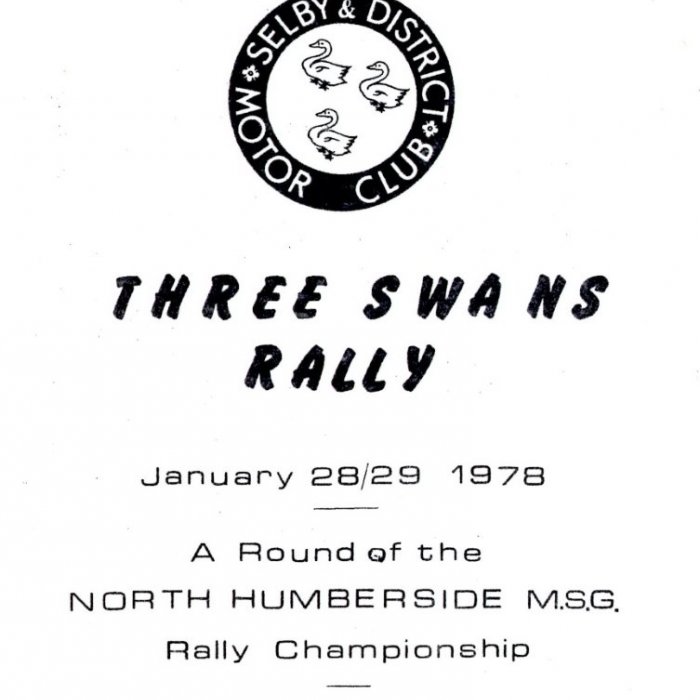 SELBY & DISTRICT
MOTOR CLUB
THREE SWANS
RALLY
January 28/29 1978
A Round of the
NORTH HUMBERSIDE M.S.G.
Rally Championship